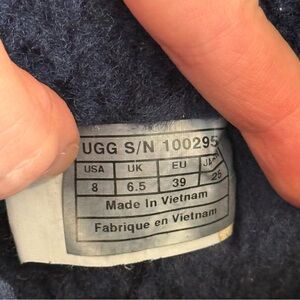 UGG S/N 100295
USA UK EU
8 6.5 39 25
Made In Vietnam
Fabrique en Vietnam